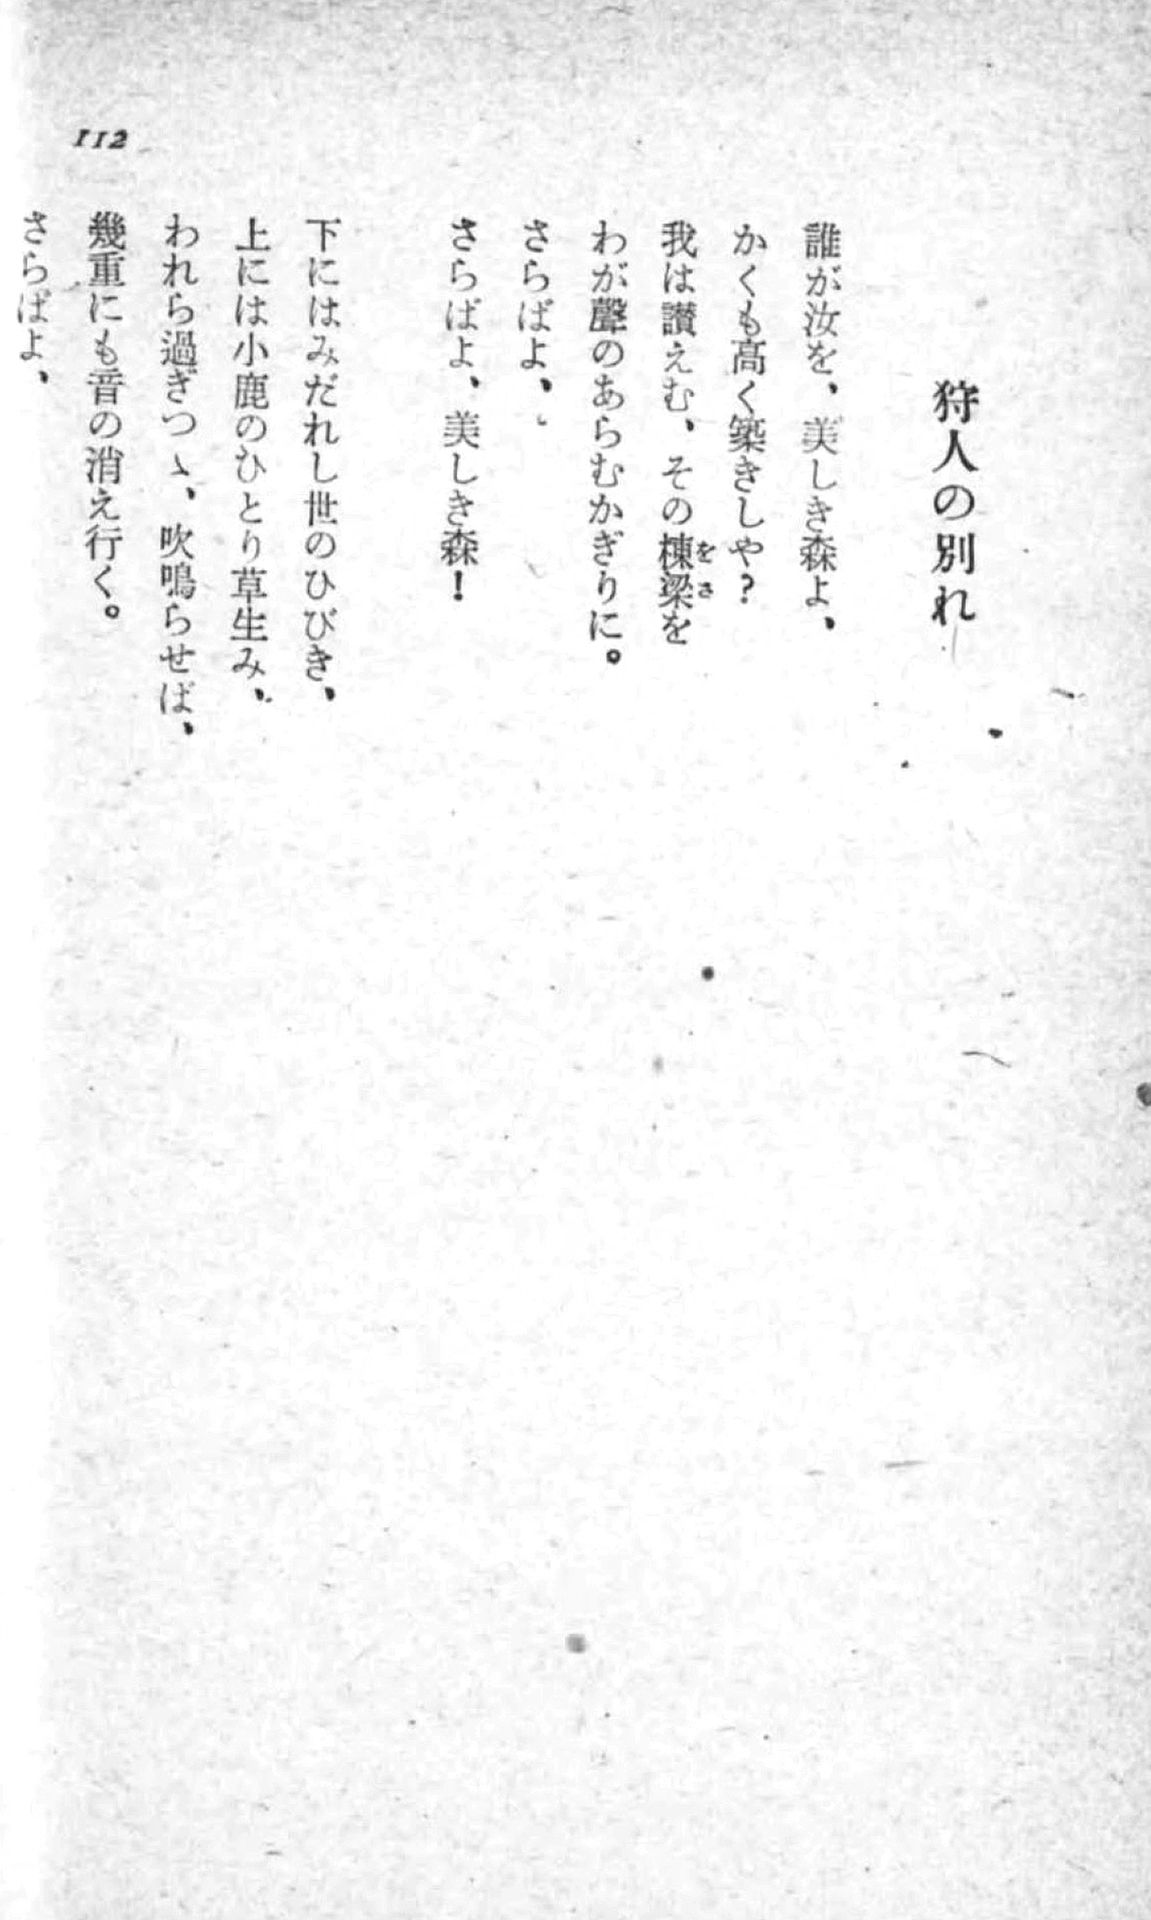 112
狩人の別れ
誰が汝を、美しき森よ、
かくも高く築きしや?
我は讃えむ、その棟梁を
をさ
わが聲のあらむかぎりに。
さらばよ、
さらばよ、美しき森!
下にはみだれし世のひびき、
上には小鹿のひとり草生み、
われら過ぎつゝ、吹鳴らせば、
幾重にも音の消え行く。
さらばよ、